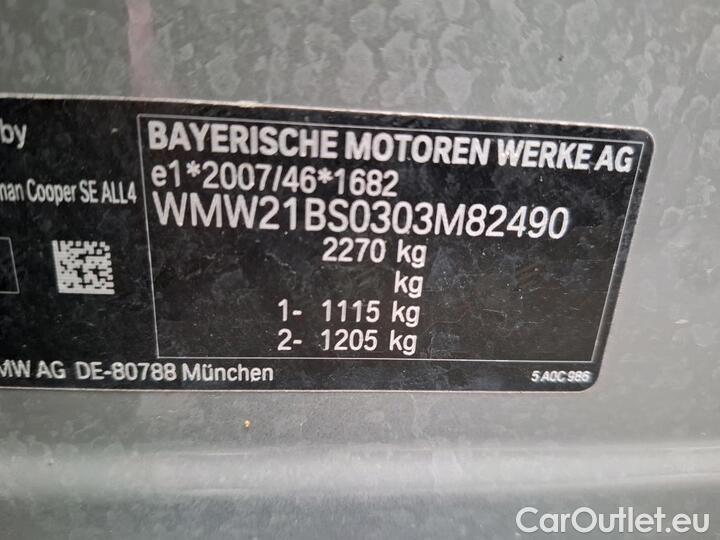 by
BAYERISCHE MOTOREN WERKE AG
e1*2007/46*1682
man Cooper SE ALL4
WMW21BS0303M82490
2270 kg
kg
1- 1115 kg
2- 1205 kg
MW AG DE-80788 München
5 A0C 986
CarOutlet.eu